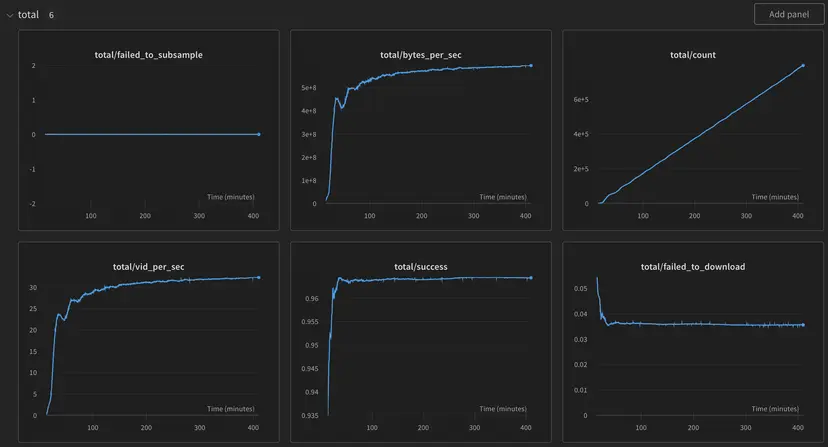 total 6
Add panel
total/failed_to_subsample
2
1
0
-1
-2
Time (minutes)
100 200 300 400
total/bytes_per_sec
5e+8
4e+8
3e+8
2e+8
1e+8
0
Time (minutes)
100 200 300 400
total/count
6e+5
4e+5
2e+5
0
Time (minutes)
100 200 300 400
total/vid_per_sec
30
25
20
15
10
5
0
Time (minutes)
100 200 300 400
total/success
0.96
0.955
0.95
0.945
0.94
0.935
Time (minutes)
100 200 300 400
total/failed_to_download
0.05
0.04
0.03
0.02
0.01
0
Time (minutes)
100 200 300 400